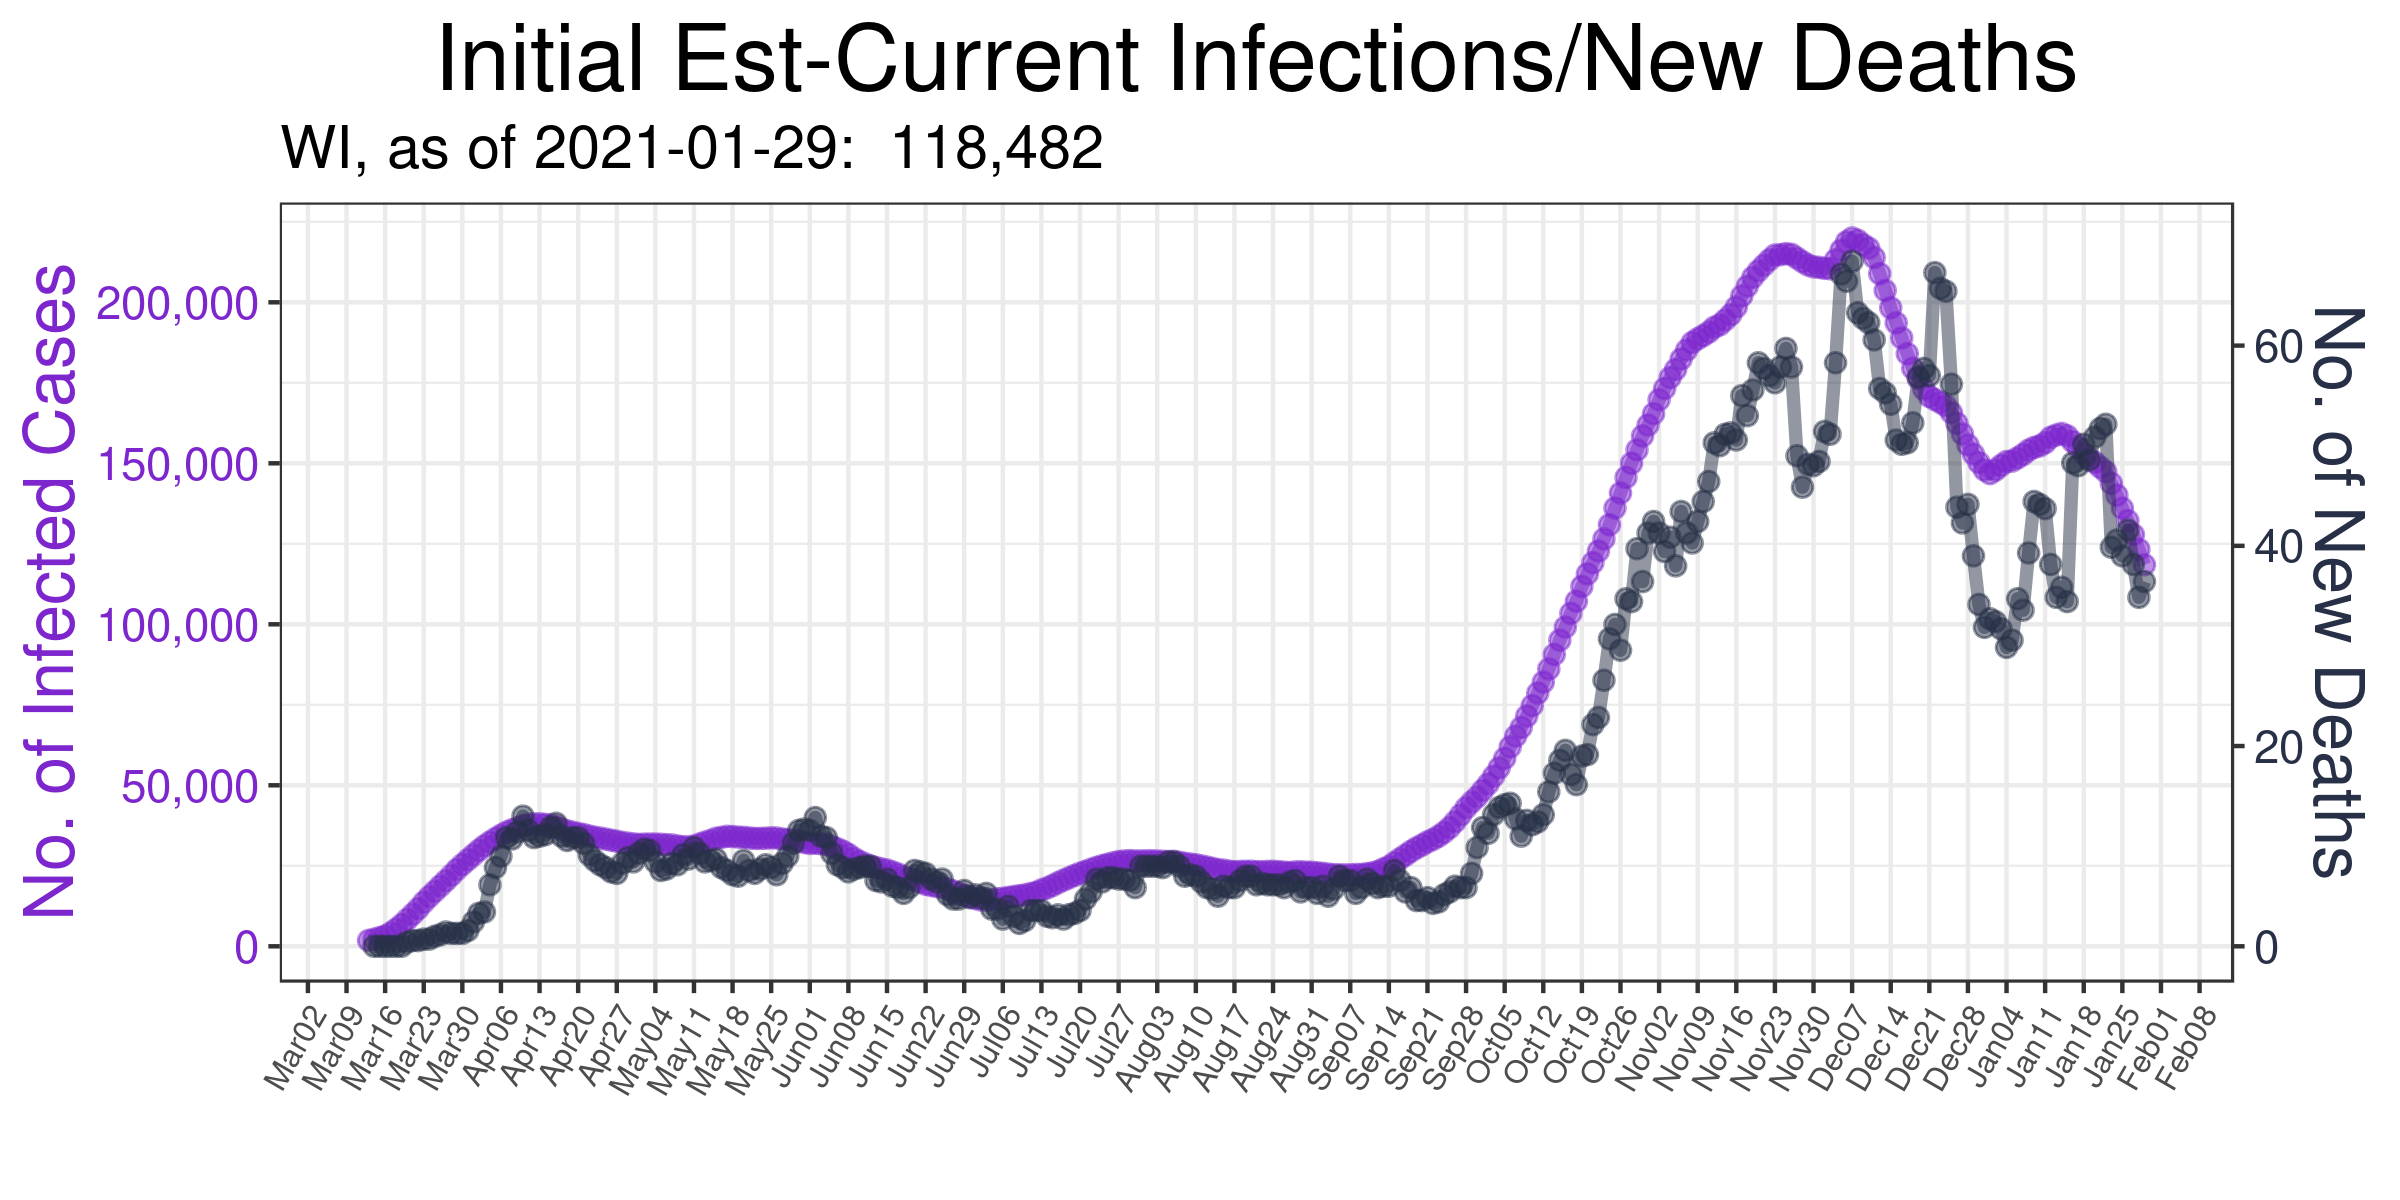 Initial Est-Current Infections/New Deaths
WI, as of 2021-01-29:  118,482
No. of Infected Cases
200,000
150,000
100,000
50,000
0
60
40
20
0
No. of New Deaths
Mar02
Mar09
Mar16
Mar23
Mar30
Apr06
Apr13
Apr20
Apr27
May04
May11
May18
May25
Jun01
Jun08
Jun15
Jun22
Jun29
Jul06
Jul13
Jul20
Jul27
Aug03
Aug10
Aug17
Aug24
Aug31
Sep07
Sep14
Sep21
Sep28
Oct05
Oct12
Oct19
Oct26
Nov02
Nov09
Nov16
Nov23
Nov30
Dec07
Dec14
Dec21
Dec28
Jan04
Jan11
Jan18
Jan25
Feb01
Feb08